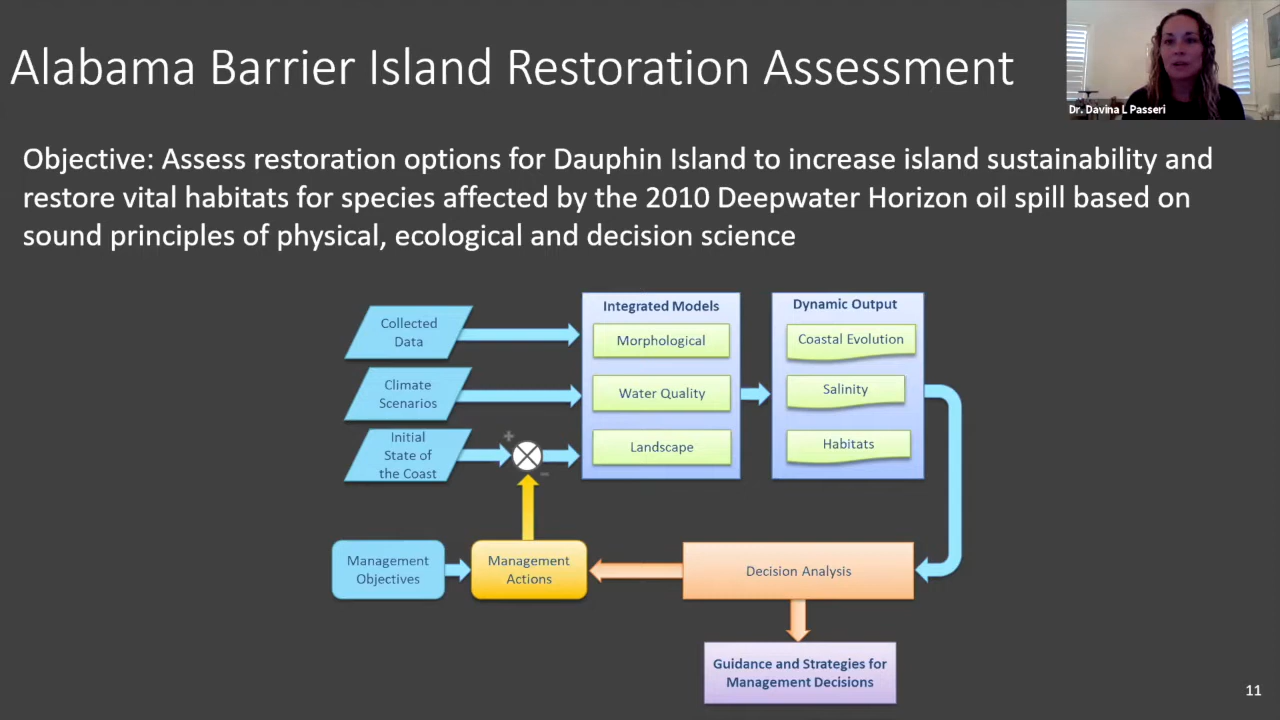 Alabama Barrier Island Restoration Assessment
Dr. Davina L Passeri
Objective: Assess restoration options for Dauphin Island to increase island sustainability and
restore vital habitats for species affected by the 2010 Deepwater Horizon oil spill based on
sound principles of physical, ecological and decision science
Collected
Data
Climate
Scenarios
Initial
State of
the Coast
+
-
Integrated Models
Morphological
Water Quality
Landscape
Dynamic Output
Coastal Evolution
Salinity
Habitats
Management
Objectives
Management
Actions
Decision Analysis
Guidance and Strategies for
Management Decisions
11